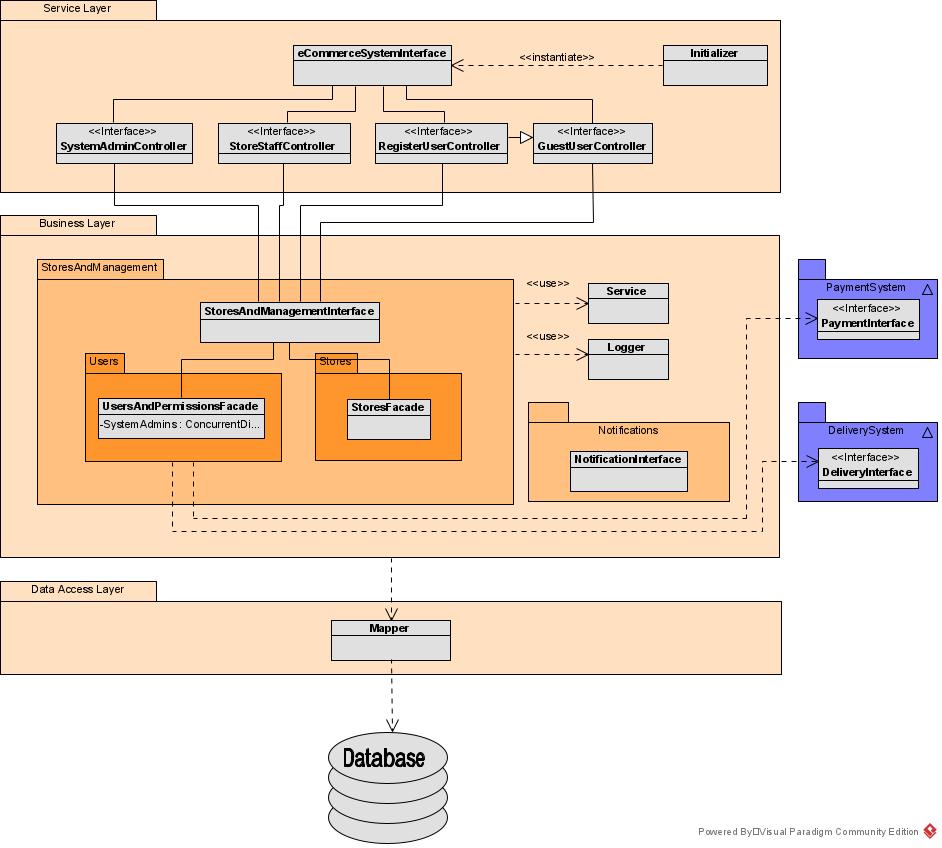 Service Layer
eCommerceSystemInterface
<<instantiate>>
Initializer
<<Interface>>
SystemAdminController
<<Interface>>
StoreStaffController
<<Interface>>
RegisterUserController
<<Interface>>
GuestUserController
Business Layer
StoresAndManagement
StoresAndManagementInterface
<<use>>
Service
<<use>>
Logger
PaymentSystem
<<Interface>>
PaymentInterface
Users
UsersAndPermissionsFacade
-SystemAdmins : ConcurrentDi...
Stores
StoresFacade
Notifications
NotificationInterface
DeliverySystem
<<Interface>>
DeliveryInterface
Data Access Layer
Mapper
Database
Powered By□Visual Paradigm Community Edition